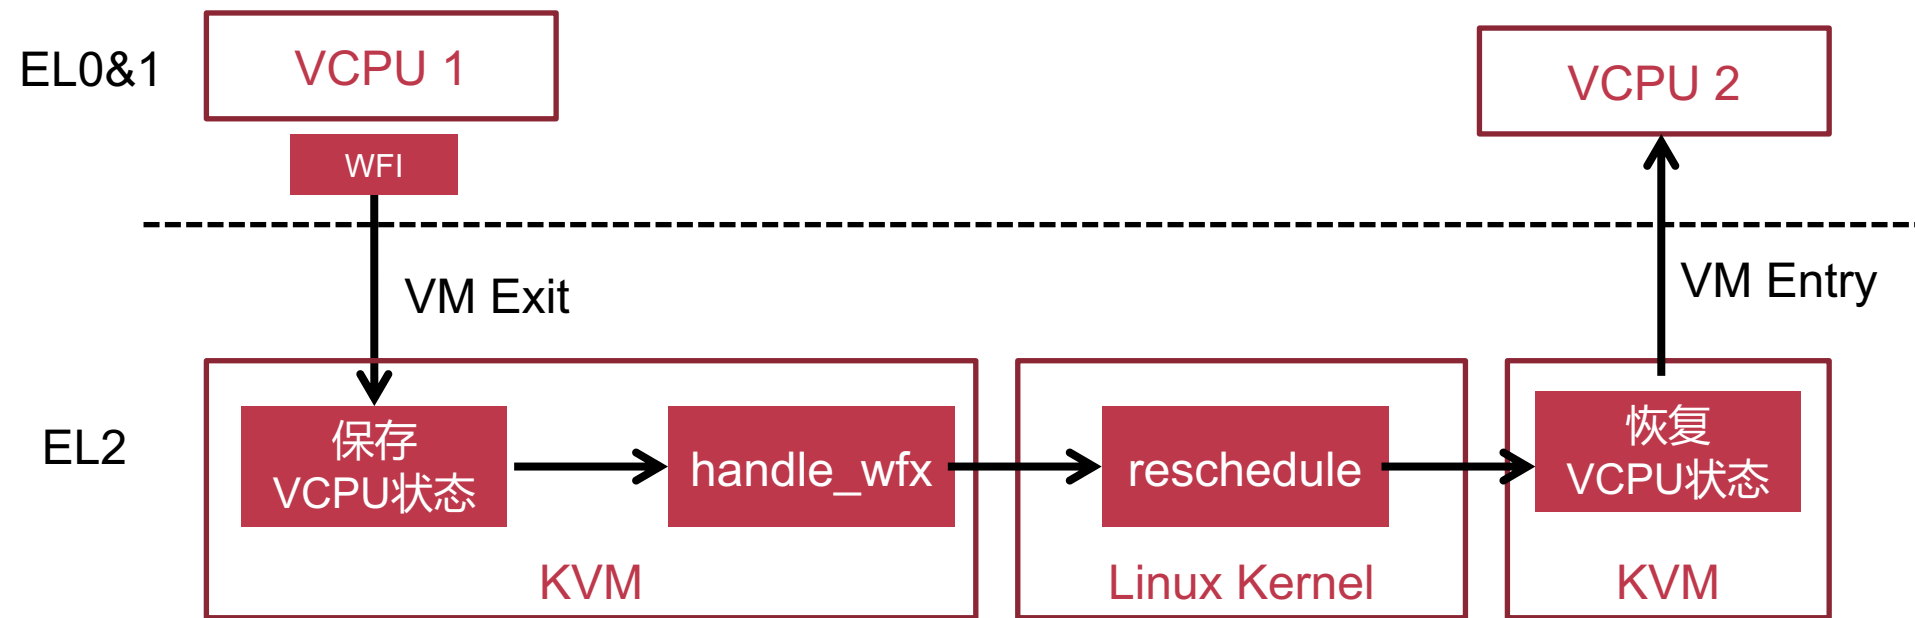 EL0&1
VCPU 1
VCPU 2
WFI
VM Exit
VM Entry
EL2
保存
VCPU状态
handle_wfx
reschedule
恢复
VCPU状态
KVM
Linux Kernel
KVM